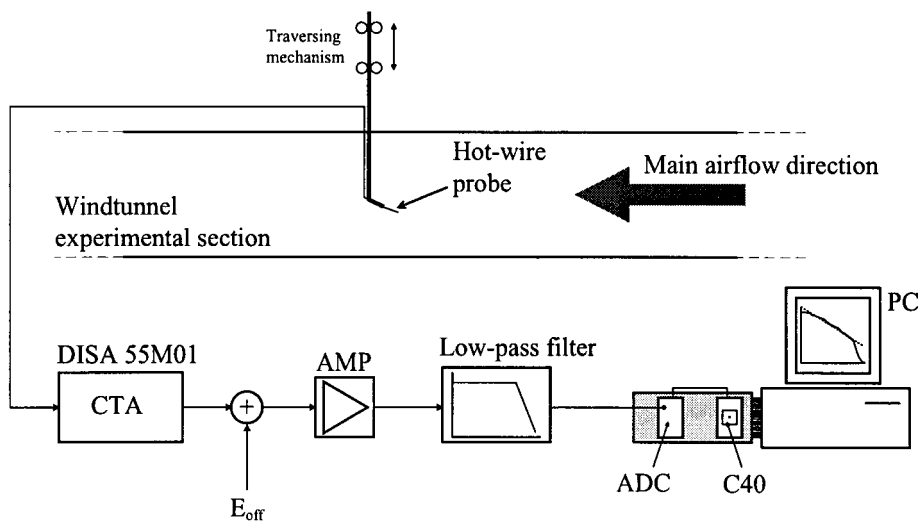 Traversing
mechanism
Hot-wire
probe
Main airflow direction
Windtunnel
experimental section
PC
DISA 55M01
AMP
Low-pass filter
CTA
+
ADC
C40
Eoff